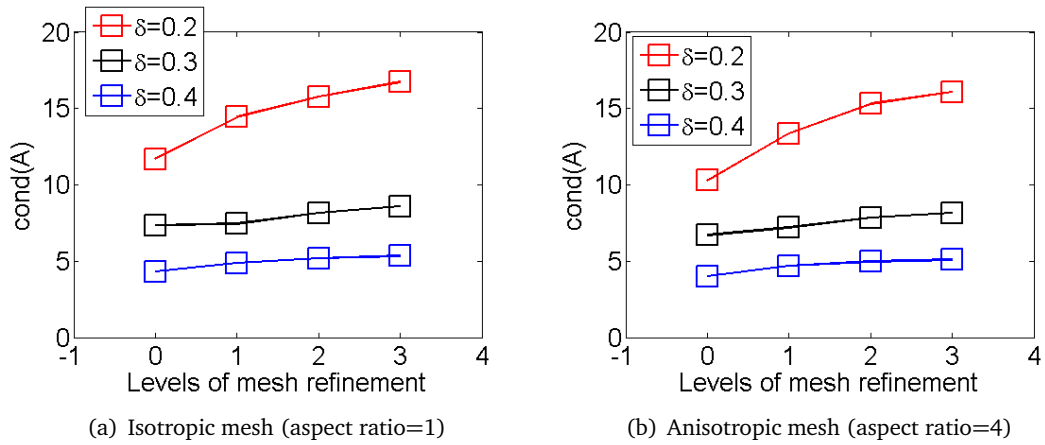 20
15
10
5
0
cond(A)
δ=0.2
δ=0.3
δ=0.4
-1 0 1 2 3 4
Levels of mesh refinement
(a) Isotropic mesh (aspect ratio=1)
20
15
10
5
0
cond(A)
δ=0.2
δ=0.3
δ=0.4
-1 0 1 2 3 4
Levels of mesh refinement
(b) Anisotropic mesh (aspect ratio=4)